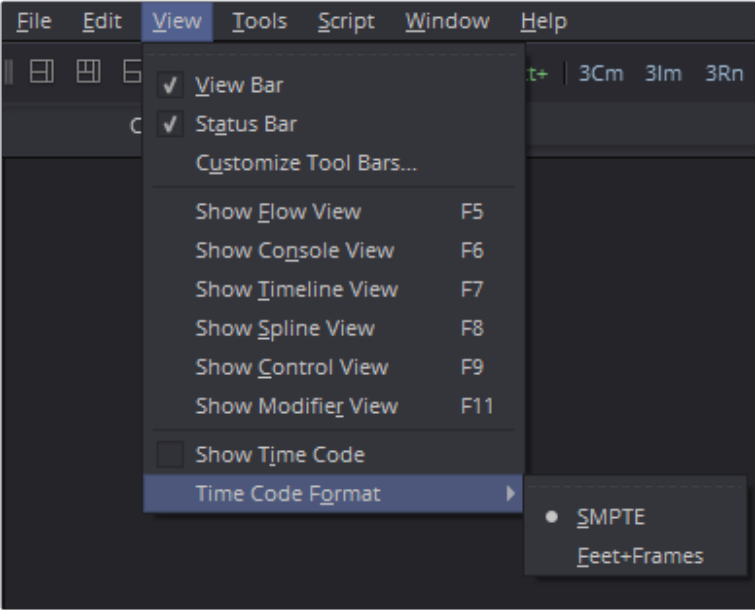 File Edit View Tools Script Window Help
t+ 3Cm 3Im 3Rn
View Bar
Status Bar
Customize Tool Bars...
Show Flow View F5
Show Console View F6
Show Timeline View F7
Show Spline View F8
Show Control View F9
Show Modifier View F11
Show Time Code
Time Code Format
SMPTE
Feet+Frames